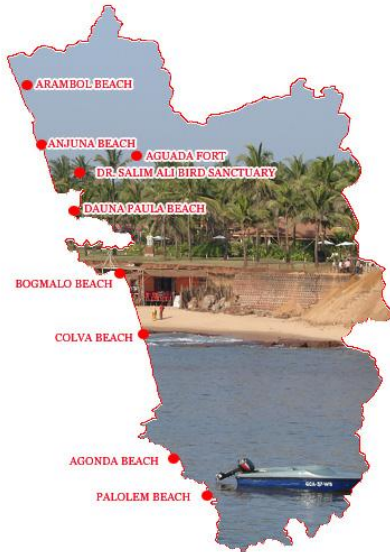 ARAMBOL BEACH
ANJUNA BEACH
AGUADA FORT
DR. SALIM ALI BIRD SANCTUARY
DAUNA PAULA BEACH
BOGMALO BEACH
COLVA BEACH
AGONDA BEACH
PALOLEM BEACH